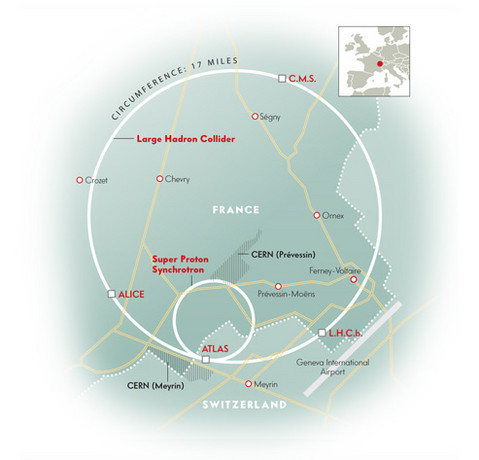 CIRCUMFERENCE: 17 MILES
C.M.S.
Ségny
Large Hadron Collider
Crozet
Chevry
FRANCE
Ornex
CERN (Prévessin)
Super Proton
Synchrotron
Ferney-Voltaire
Prévessin-Moëns
ALICE
L.H.C.b.
ATLAS
Geneva International
Airport
CERN (Meyrin)
Meyrin
SWITZERLAND